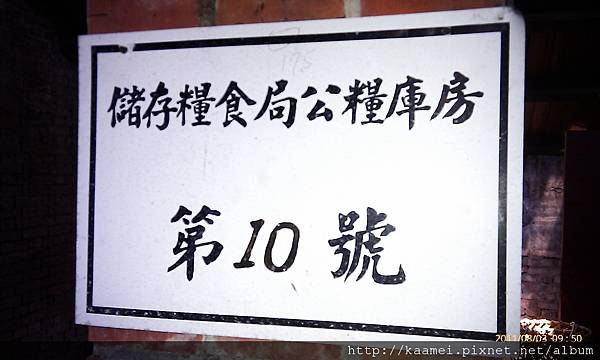 儲存糧食局公糧庫房
第10號
2011/08/03 09:50
http://kaamei.pixnet.net/album